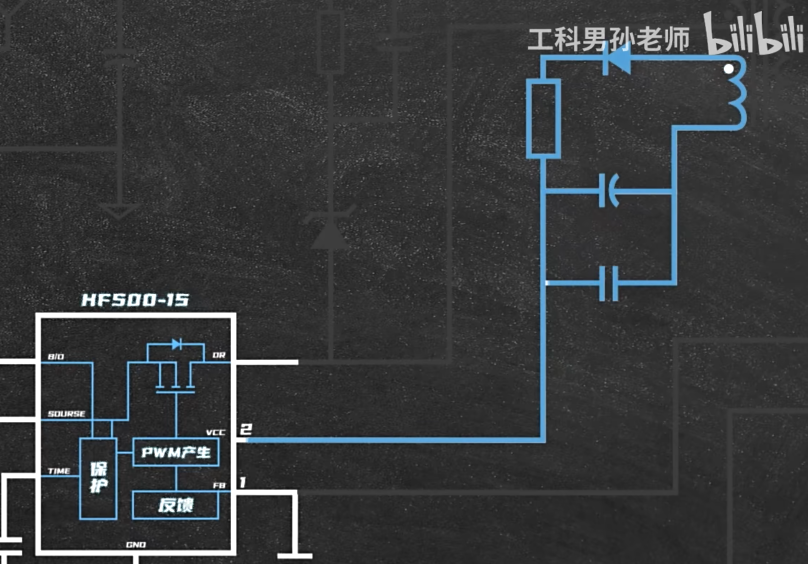 工科男孙老师 bilibili
HF500-15
B/O
DR
SOURSE
VCC
2
PWM产生
TIME
保护
FB
1
反馈
GND